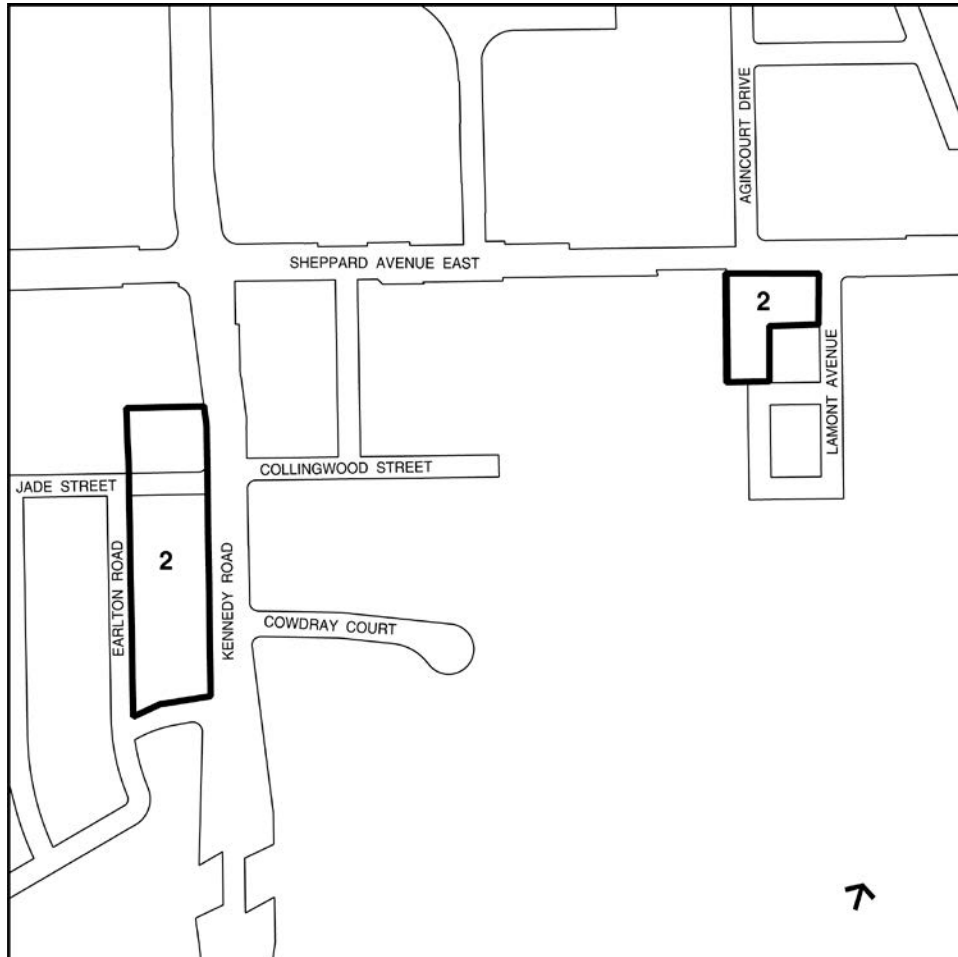 AGINCOURT DRIVE
SHEPPARD AVENUE EAST
2
LAMONT AVENUE
COLLINGWOOD STREET
JADE STREET
EARLTON ROAD
2
KENNEDY ROAD
COWDRAY COURT